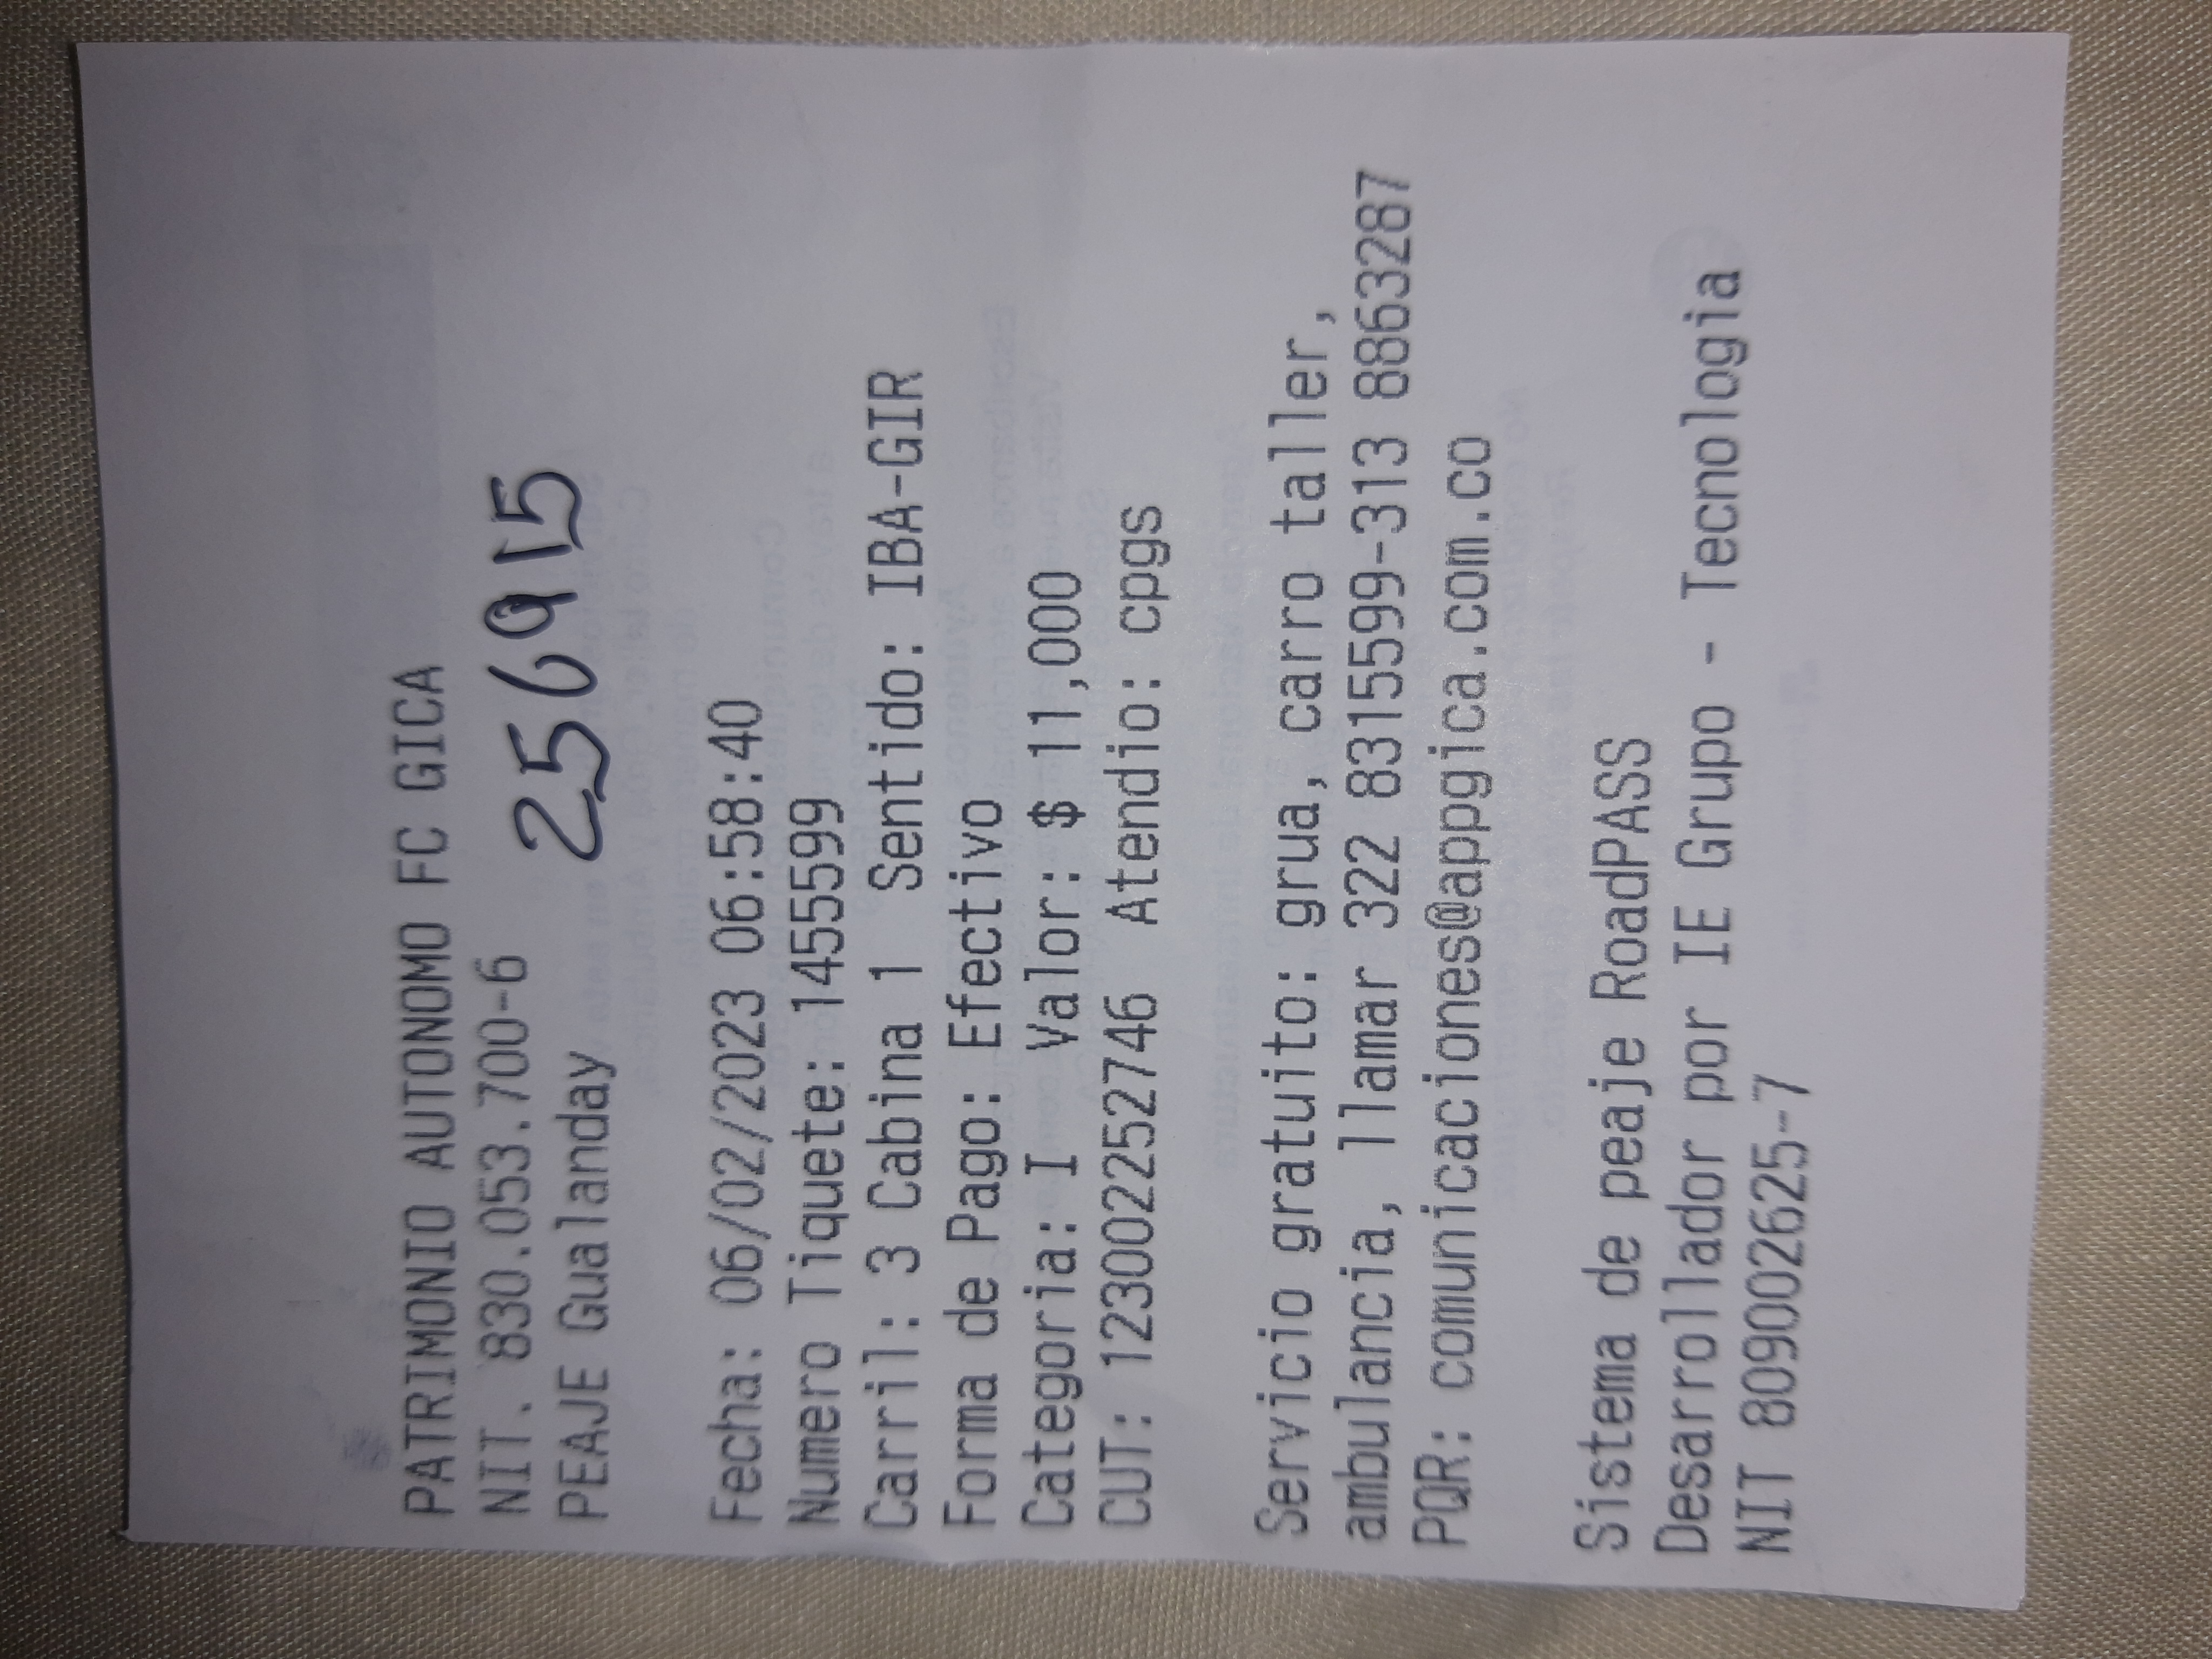 PATRIMONIO AUTONOMO FC GICA
NIT. 830.053.700-6
256915
PEAJE Gualanday
Fecha: 06/02/2023 06:58:40
Numero Tiquete: 1455599
Carril: 3 Cabina 1 Sentido: IBA-GIR
Forma de Pago: Efectivo
Categoria: I Valor: $ 11,000
CUT: 12300225252746 Atendio: cpgs
Servicio gratuito: grua, carro taller,
ambulancia, llamar 322 8315599-313 8863287
PQR: comunicaciones@appgica.com.co
Sistema de peaje RoadPASS
Desarrollador por IE Grupo - Tecnologia
NIT 809002625-7